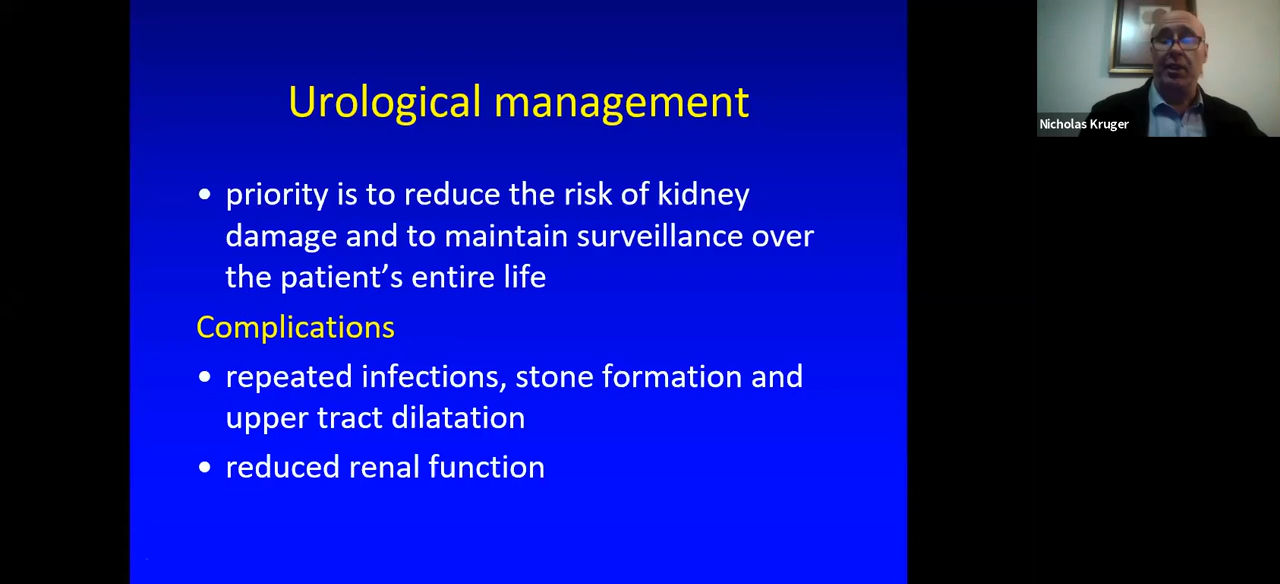 Urological management
• priority is to reduce the risk of kidney
damage and to maintain surveillance over
the patient’s entire life
Complications
• repeated infections, stone formation and
upper tract dilatation
• reduced renal function
Nicholas Kruger